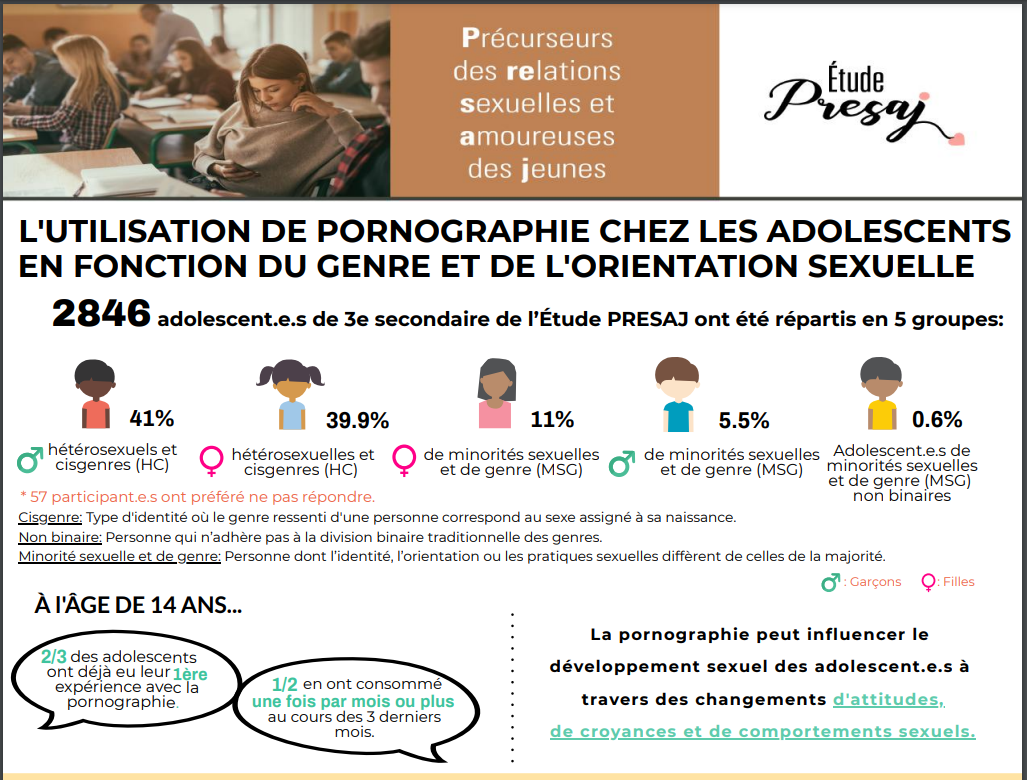 Précurseurs
des relations
sexuelles et
amoureuses
des jeunes
Étude
Presaj
L'UTILISATION DE PORNOGRAPHIE CHEZ LES ADOLESCENTS
EN FONCTION DU GENRE ET DE L'ORIENTATION SEXUELLE
2846 adolescent.e.s de 3e secondaire de l'Étude PRESAJ ont été répartis en 5 groupes:
41%
hétérosexuels et
cisgenres (HC)
39.9%
hétérosexuelles et
cisgenres (HC)
11%
de minorités sexuelles
et de genre (MSG)
5.5%
de minorités sexuelles
et de genre (MSG)
0.6%
Adolescent.e.s de
minorités sexuelles
et de genre (MSG)
non binaires
* 57 participant.e.s ont préféré ne pas répondre.
Cisgenre: Type d'identité où le genre ressenti d'une personne correspond au sexe assigné à sa naissance.
Non binaire: Personne qui n'adhère pas à la division binaire traditionnelle des genres.
Minorité sexuelle et de genre: Personne dont l'identité, l'orientation ou les pratiques sexuelles diffèrent de celles de la majorité.
♂ : Garçons ♀ : Filles
À l'ÂGE DE 14 ANS...
2/3 des adolescents
ont déjà eu leur 1ère
expérience avec la
pornographie.
1/2 en ont consommé
une fois par mois ou plus
au cours des 3 derniers
mois.
La pornographie peut influencer le
développement sexuel des adolescent.e.s à
travers des changements d'attitudes,
de croyances et de comportements sexuels.